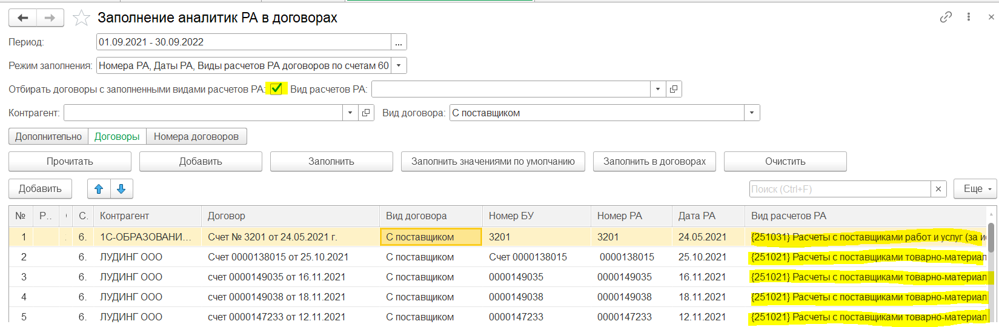 Заполнение аналитик РА в договорах
Период: 01.09.2021 - 30.09.2022 ...
Режим заполнения: Номера РА, Даты РА, Виды расчетов РА договоров по счетам 60
Отбирать договоры с заполненными видами расчетов РА: Вид расчетов РА:
Контрагент: Вид договора: С поставщиком
Дополнительно Договоры Номера договоров
Прочитать Добавить Заполнить Заполнить значениями по умолчанию Заполнить в договорах Очистить
Добавить Поиск (Ctrl+F) × Еще
№ Р... С. Контрагент Договор Вид договора Номер БУ Номер РА Дата РА Вид расчетов РА
1 6. 1С-ОБРАЗОВАНИ... Счет № 3201 от 24.05.2021 г. С поставщиком 3201 3201 24.05.2021 {251031} Расчеты с поставщиками работ и услуг (за ис
2 6. ЛУДИНГ ООО Счет 0000138015 от 25.10.2021 С поставщиком Счет 0000138015 0000138015 25.10.2021 {251021} Расчеты с поставщиками товарно-материал
3 6. ЛУДИНГ ООО счет 0000149035 от 16.11.2021 С поставщиком 0000149035 0000149035 16.11.2021 {251021} Расчеты с поставщиками товарно-материал
4 6. ЛУДИНГ ООО счет 0000149038 от 18.11.2021 С поставщиком 0000149038 0000149038 18.11.2021 {251021} Расчеты с поставщиками товарно-материал
5 6. ЛУДИНГ ООО счет 0000147233 от 12.11.2021 С поставщиком 0000147233 0000147233 12.11.2021 {251021} Расчеты с поставщиками товарно-материал